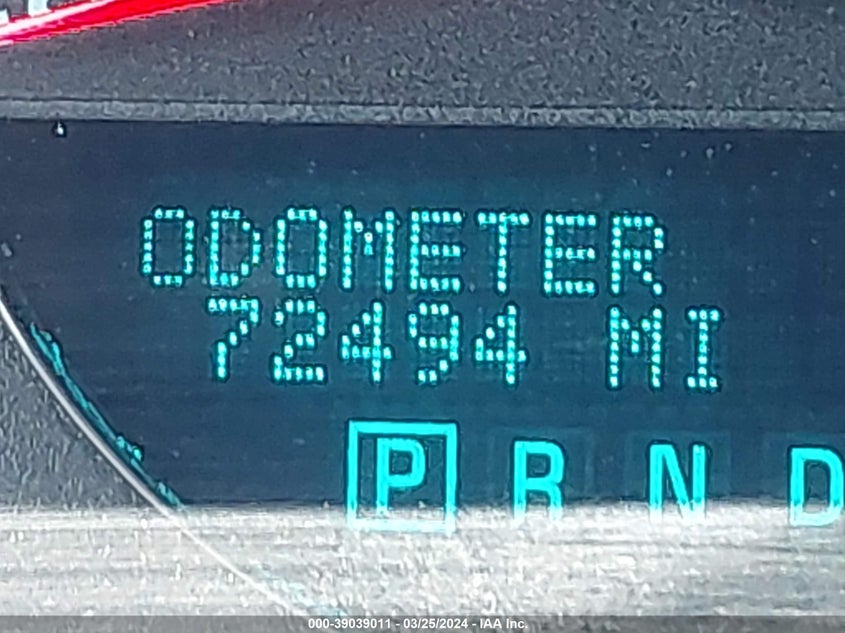 ODOMETER
72494 MI
P R N D
000-39039011 - 03/25/2024 - IAA Inc.